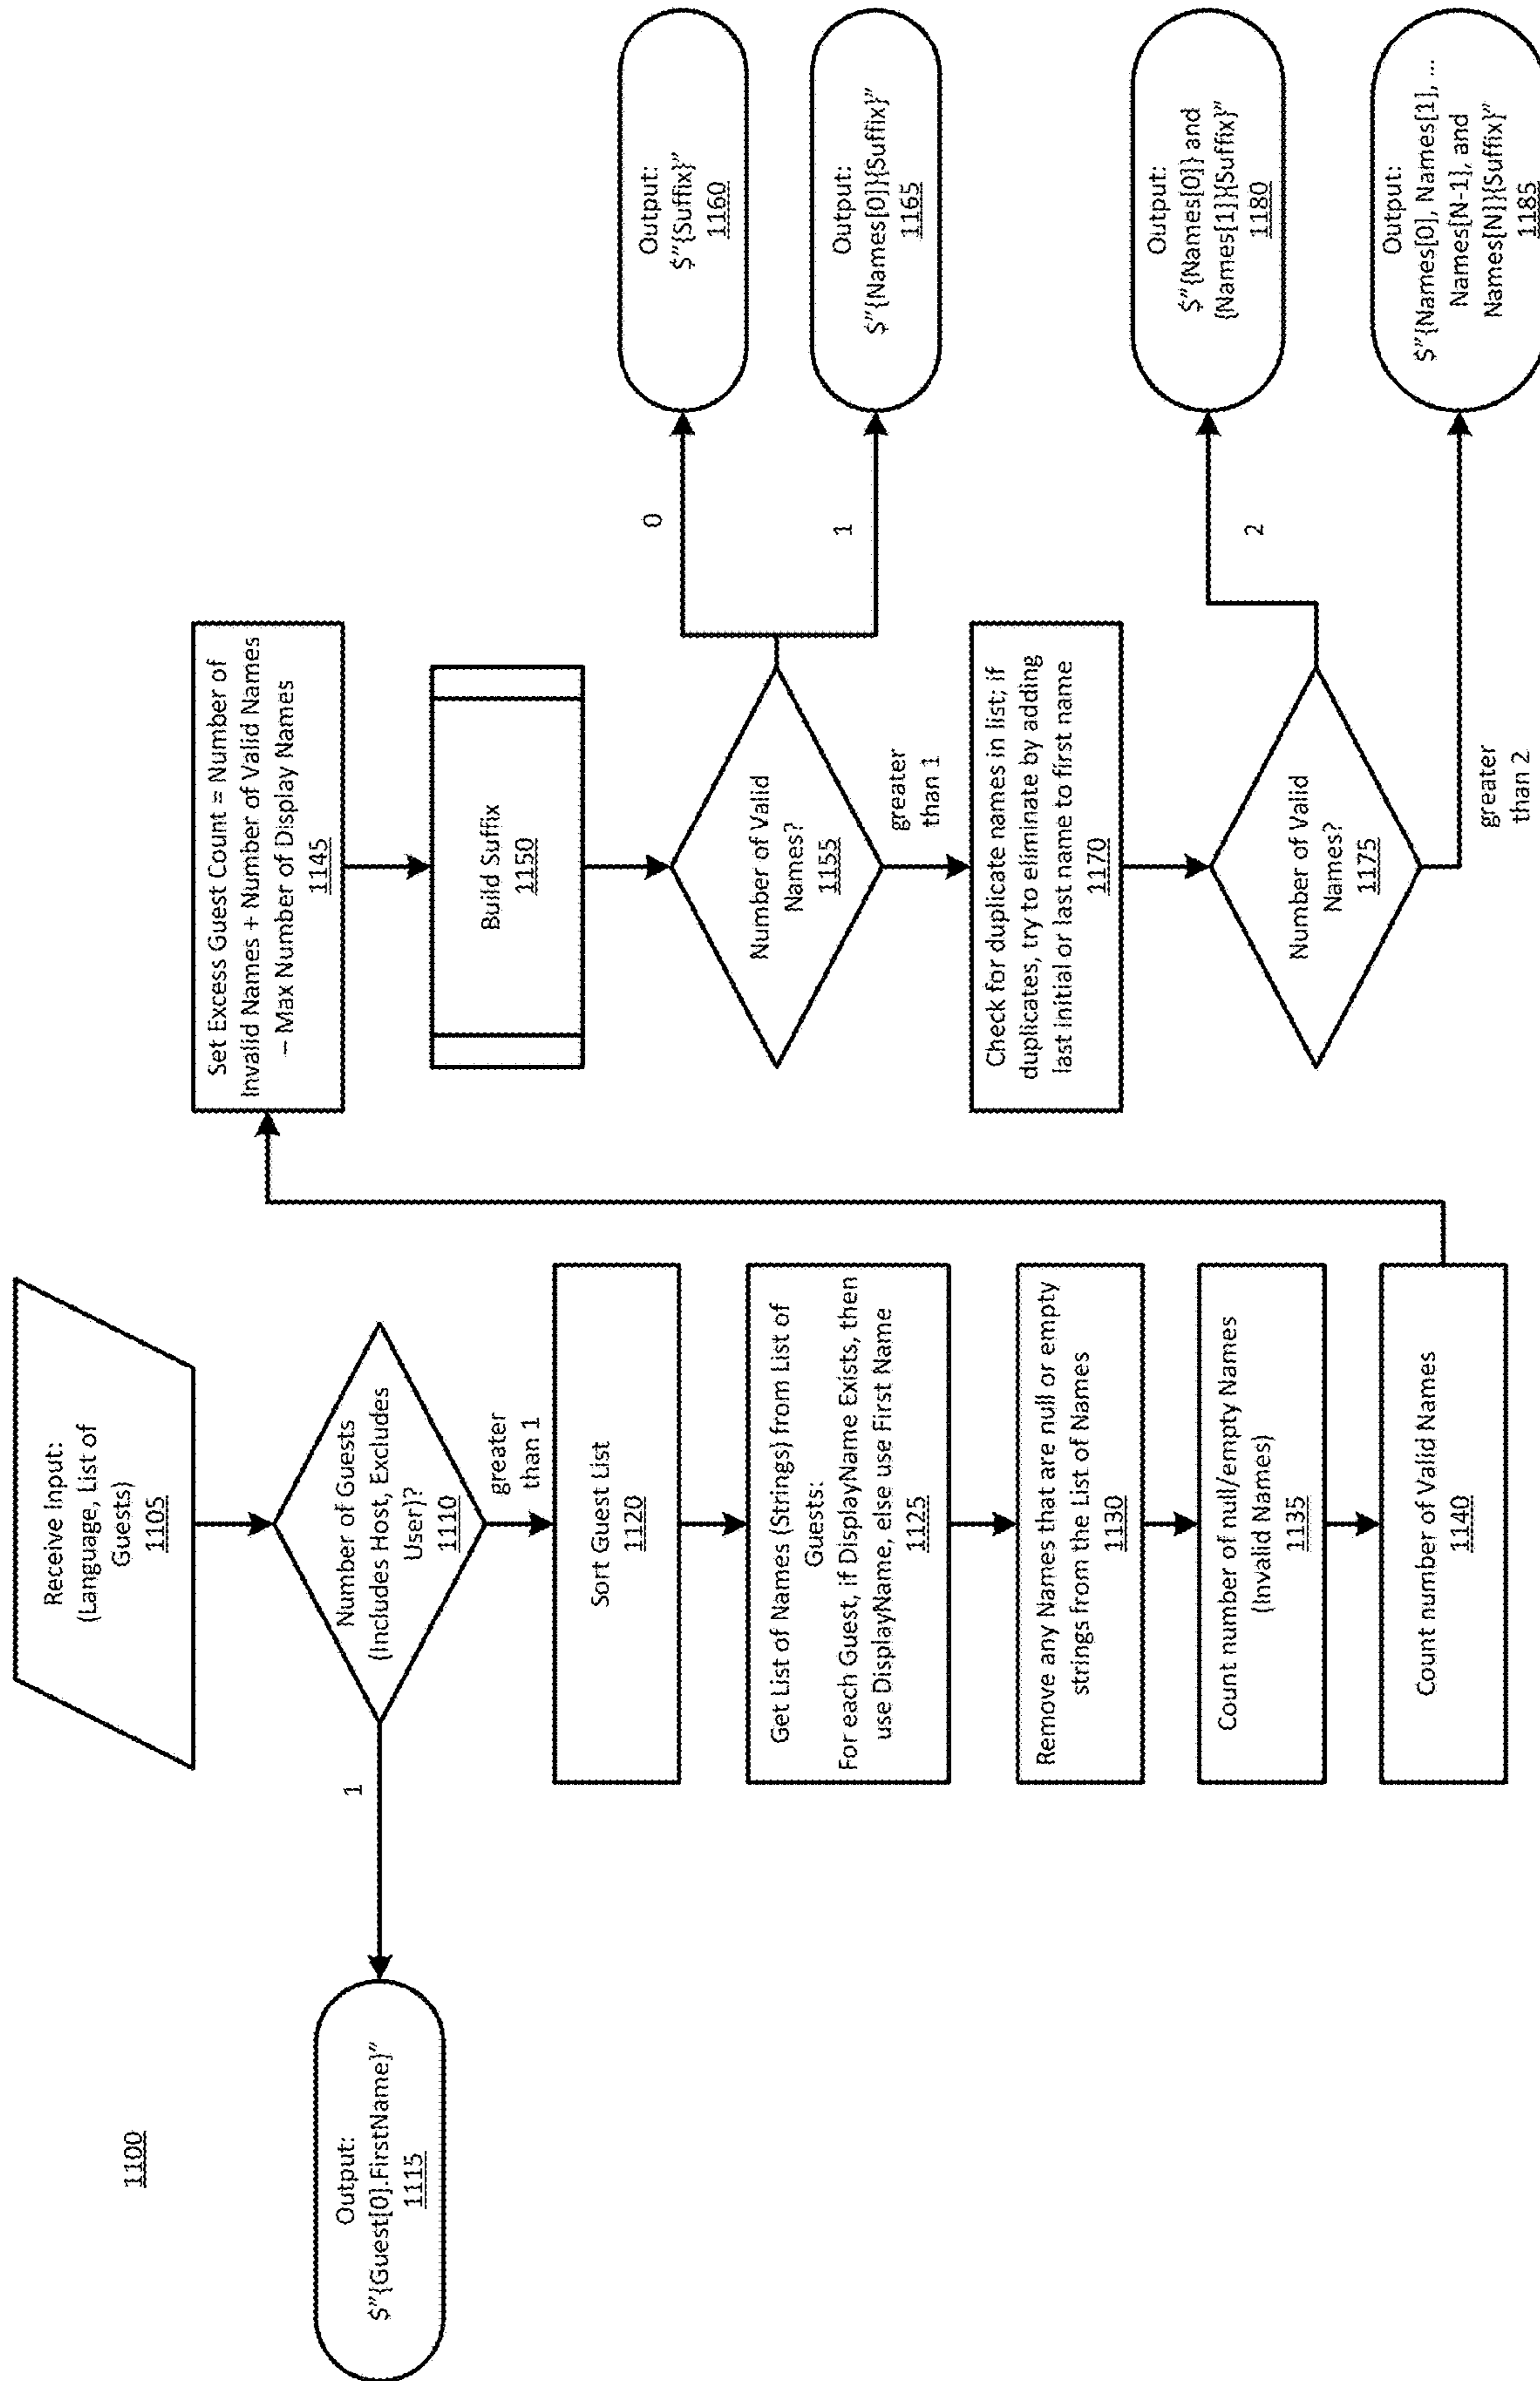 1100
Receive Input:
(Language, List of
Guests)
1105
Number of Guests
(Includes Host, Excludes
User)?
1110
1
greater
than 1
Output:
$”{Guest[0].FirstName}”
1115
Sort Guest List
1120
Get List of Names (Strings) from List of
Guests:
For each Guest, if DisplayName Exists, then
use DisplayName, else use First Name
1125
Remove any Names that are null or empty
strings from the List of Names
1130
Count number of null/empty Names
(Invalid Names)
1135
Count number of Valid Names
1140
Set Excess Guest Count = Number of
Invalid Names + Number of Valid Names
– Max Number of Display Names
1145
Build Suffix
1150
Number of Valid
Names?
1155
0
1
greater
than 1
Output:
$”{Suffix}”
1160
Output:
$”{Names[0]}{Suffix}”
1165
Check for duplicate names in list; if
duplicates, try to eliminate by adding
last initial or last name to first name
1170
Number of Valid
Names?
1175
2
greater
than 2
Output:
$”{Names[0]} and
{Names[1]}{Suffix}”
1180
Output:
$”{Names[0], Names[1], ...
Names[N-1], and
Names[N]}{Suffix}”
1185